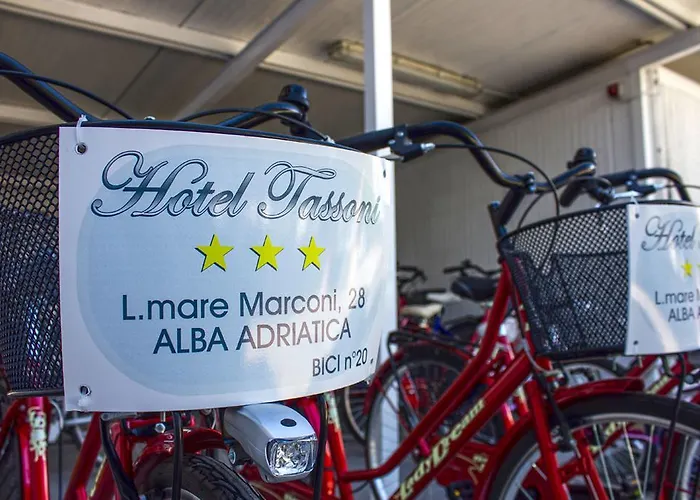 Hotel Tassoni
L.mare Marconi, 28
ALBA ADRIATICA
BICI n°20
Hotel
L.mare M
ALBA A
Lady Dream